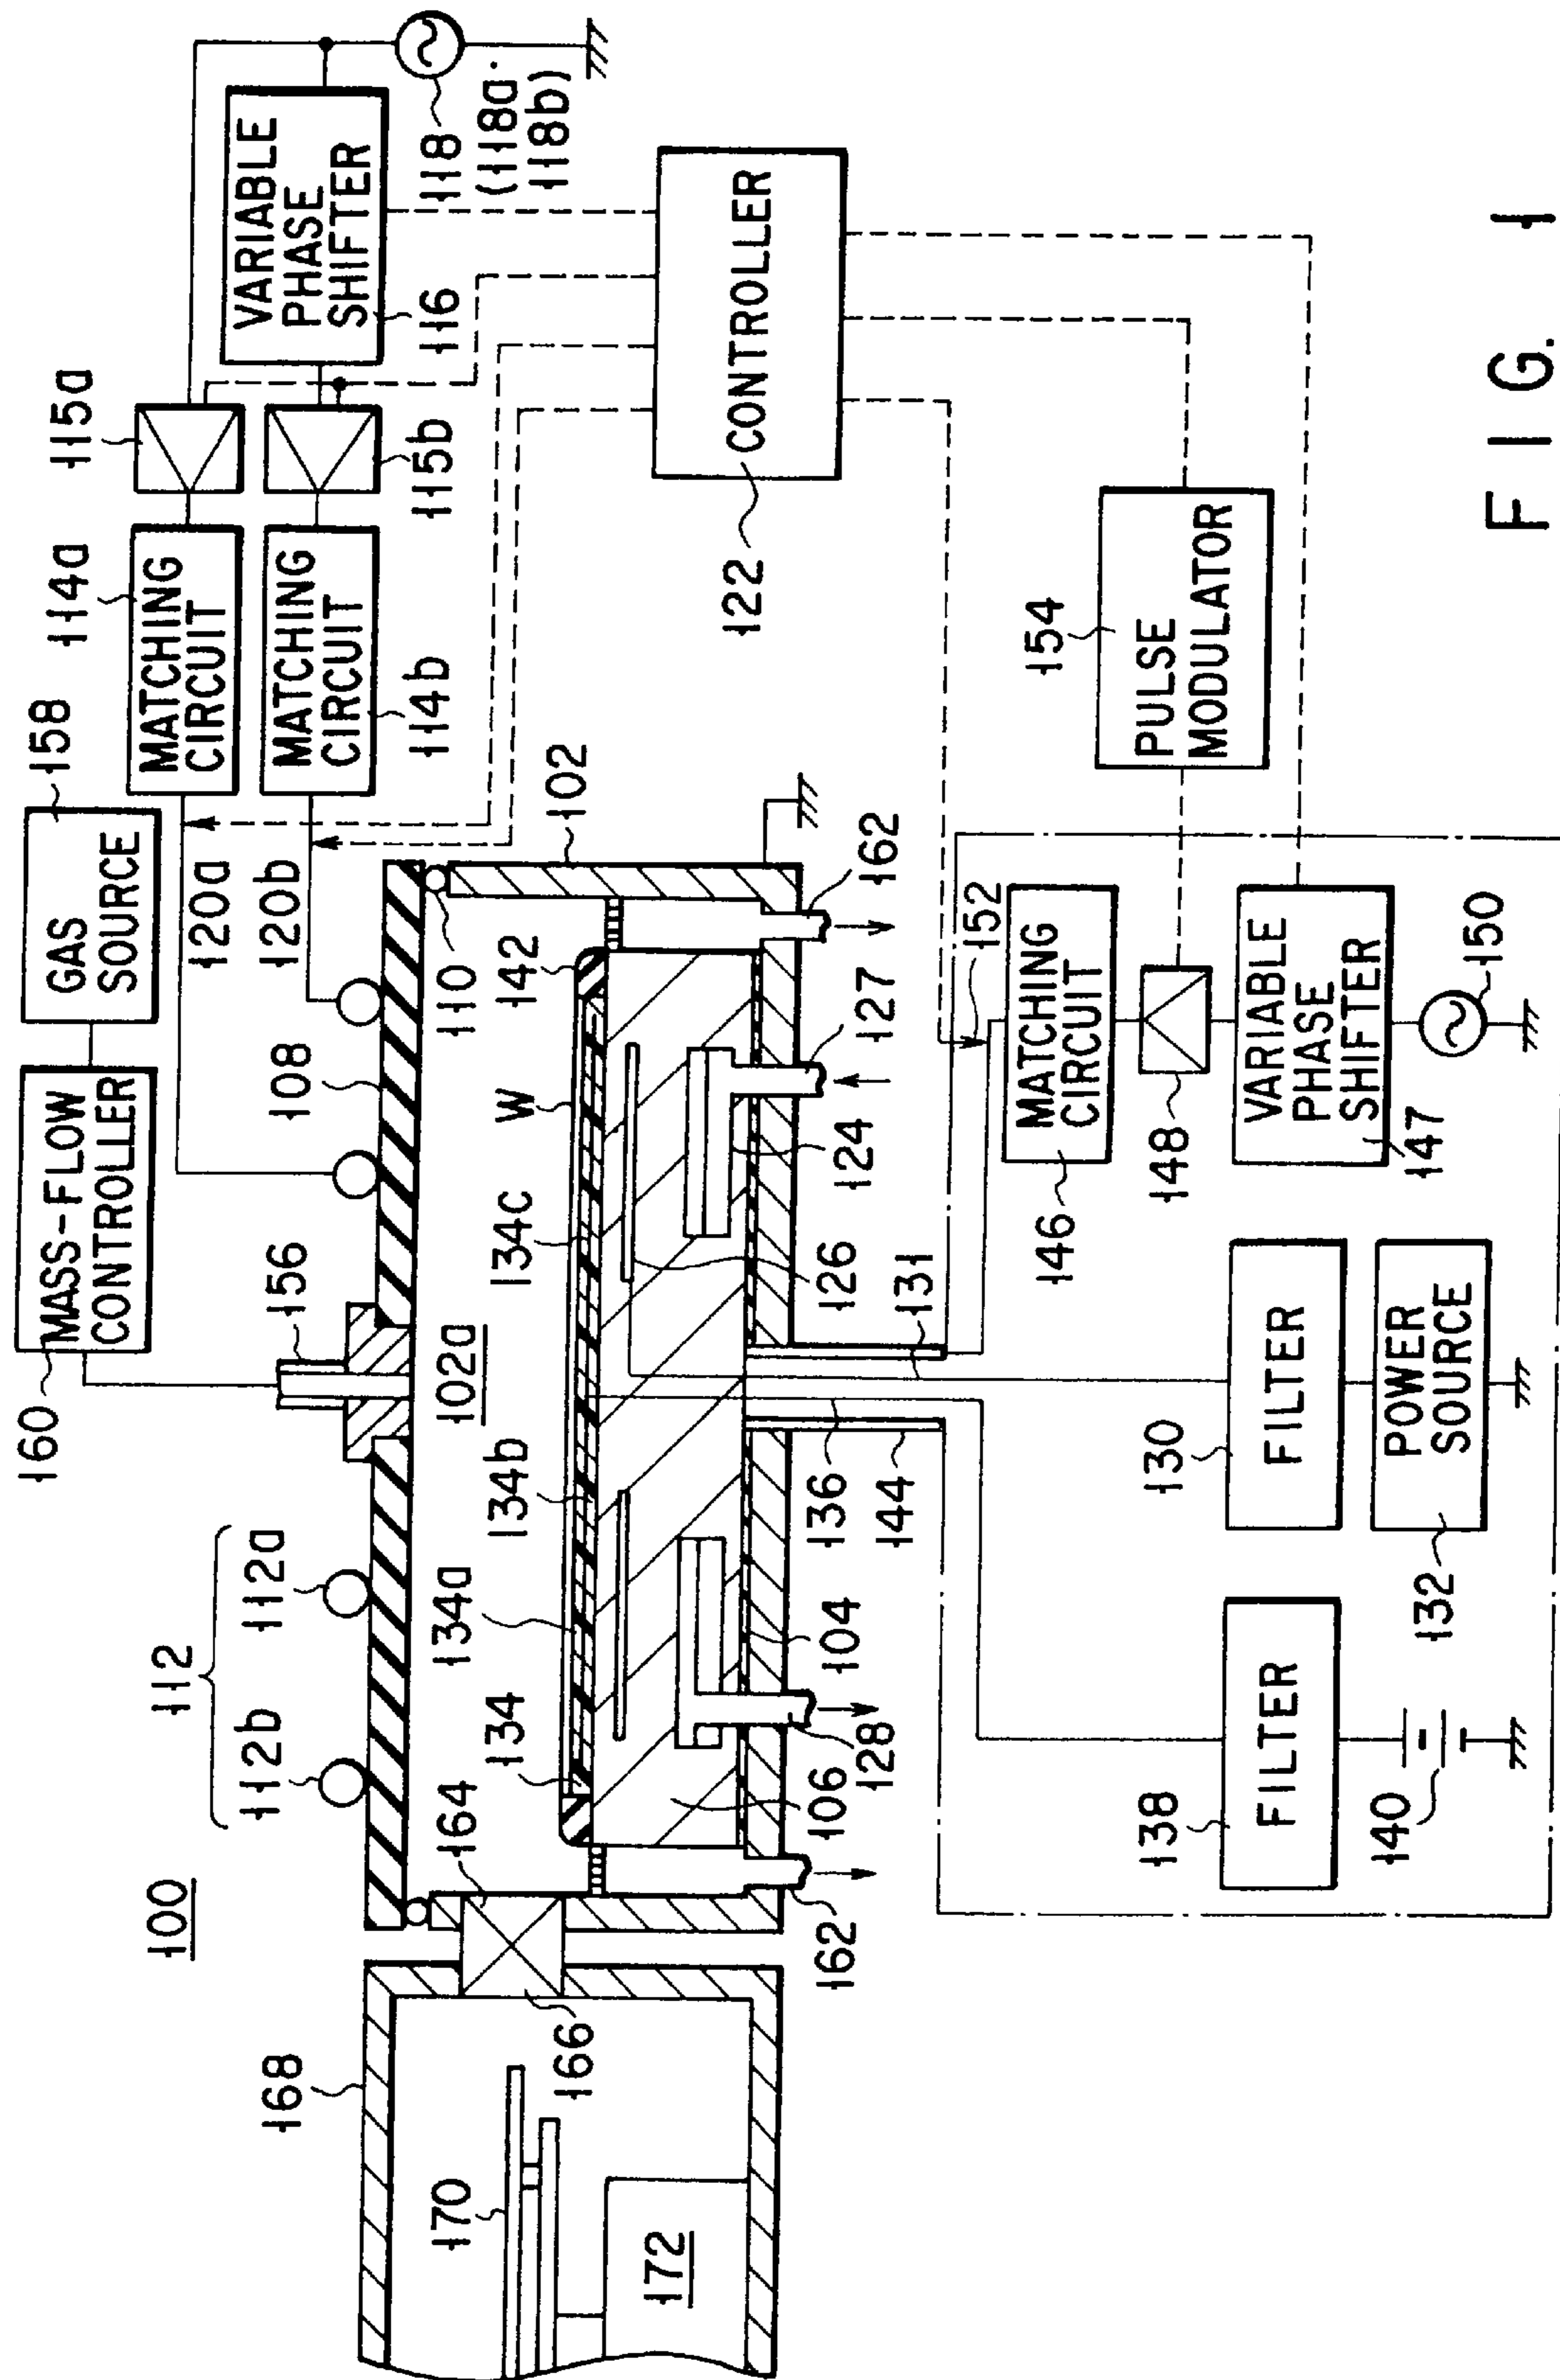 100
112
112b
112a
160
MASS-FLOW
CONTROLLER
156
GAS
SOURCE
158
108
120a
120b
MATCHING
CIRCUIT
114a
MATCHING
CIRCUIT
114b
115a
115b
VARIABLE
PHASE
SHIFTER
116
118
(118a·
118b)
168
170
172
166
164
134
134a
134b
102a
134c
W
142
110
102
162
106
128
104
136
144
131
126
124
127
162
152
122
CONTROLLER
MATCHING
CIRCUIT
146
148
VARIABLE
PHASE
SHIFTER
147
150
154
PULSE
MODULATOR
138
FILTER
140
130
FILTER
132
POWER
SOURCE
FIG. 1